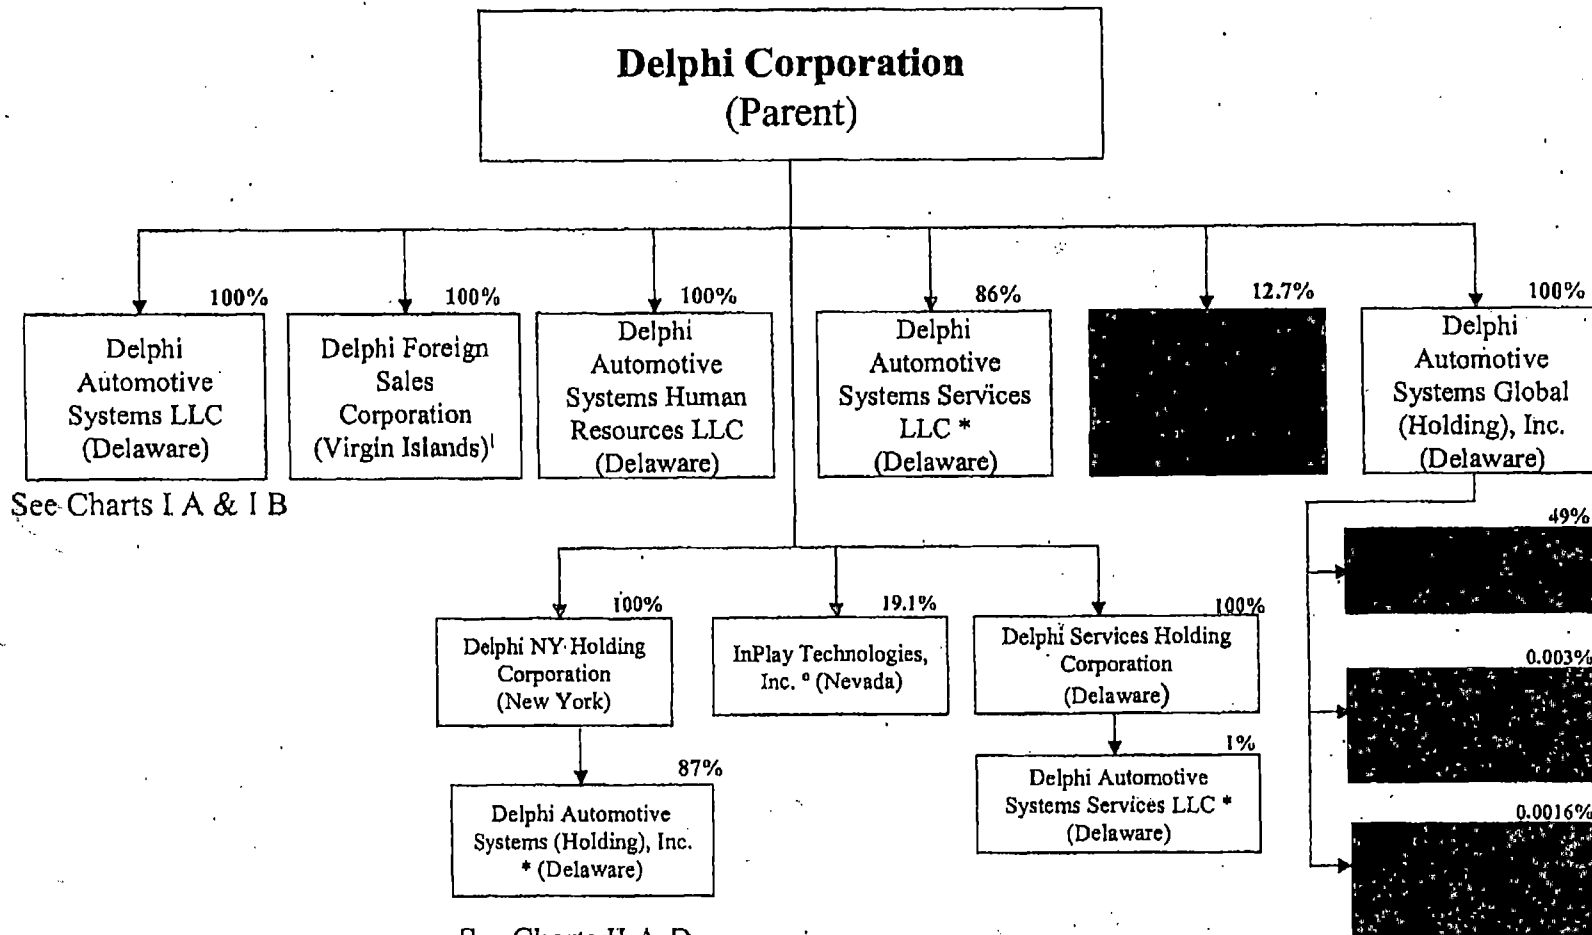 Delphi Corporation
(Parent)
100%
100%
100%
86%
12.7%
100%
Delphi
Automotive
Systems LLC
(Delaware)
Delphi Foreign
Sales
Corporation
(Virgin Islands)
Delphi
Automotive
Systems Human
Resources LLC
(Delaware)
Delphi
Automotive
Systems Services
LLC *
(Delaware)
Delphi
Automotive
Systems Global
(Holding), Inc.
(Delaware)
See Charts I A & I B
49%
0.003%
0.0016%
100%
19.1%
100%
Delphi NY Holding
Corporation
(New York)
InPlay Technologies,
Inc. º (Nevada)
Delphi Services Holding
Corporation
(Delaware)
87%
1%
Delphi Automotive
Systems (Holding), Inc.
* (Delaware)
Delphi Automotive
Systems Services LLC *
(Delaware)
See Charts II A-D